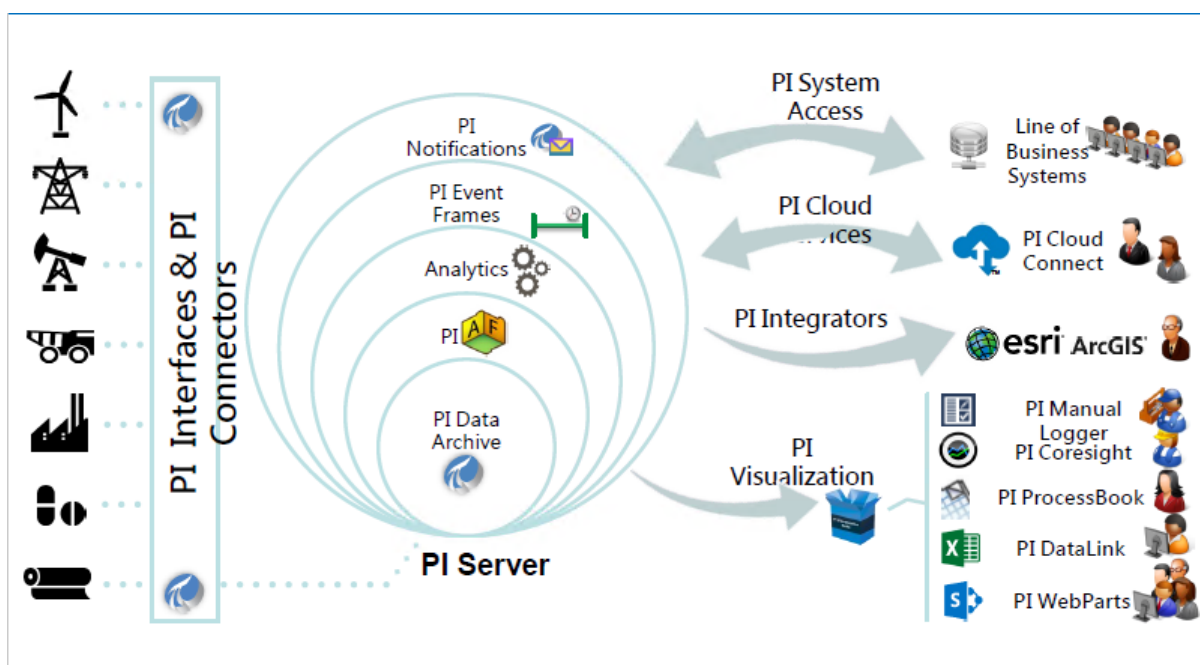 PI Interfaces & PI
Connectors
PI
Notifications
PI Event
Frames
Analytics
PI
A F
PI Data
Archive
PI Server
PI System
Access
Line of
Business
Systems
PI Cloud
PI Cloud
Connect
TM
PI Integrators
esri ArcGIS
PI
Visualization
PI Manual
Logger
PI Coresight
PI ProcessBook
X
PI DataLink
S
PI WebParts